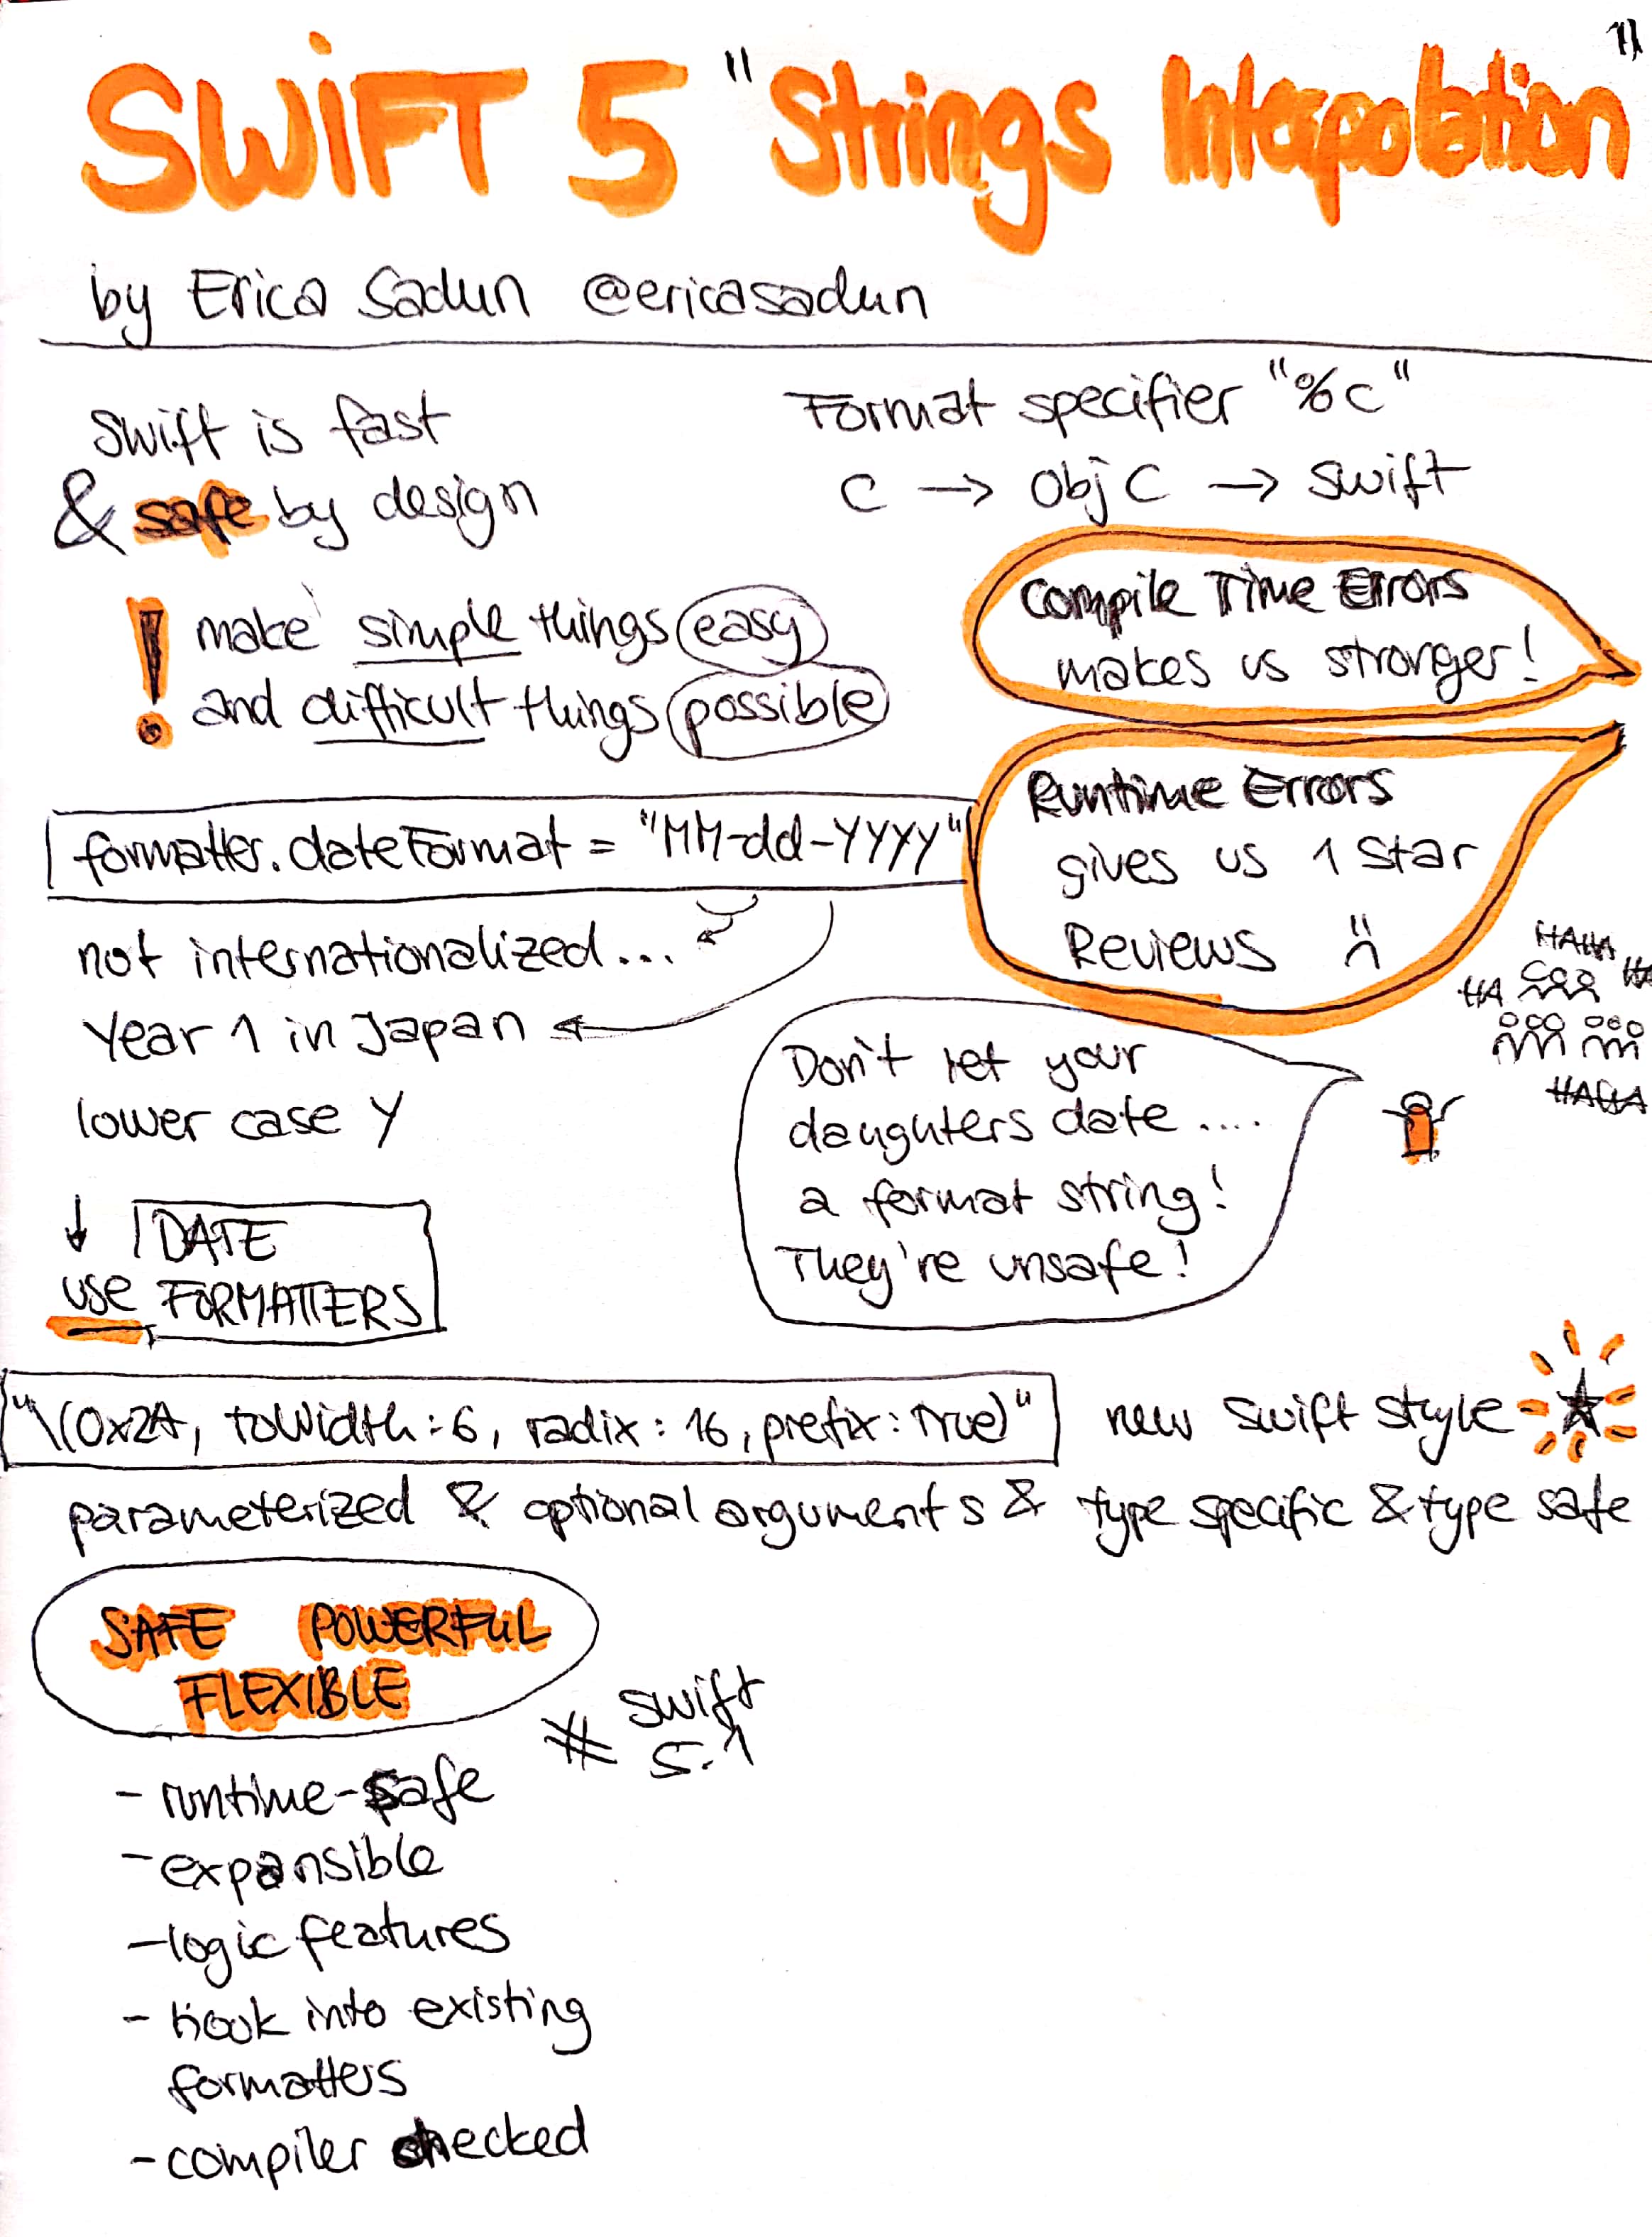 SWIFT 5 "Strings Interpolation"
by Erica Sadun @ericasadun
Swift is fast
& safe by design
! make simple things easy
and difficult things possible
Format specifier "%c"
C → Obj C → Swift
Compile Time Errors
makes us stronger!
formatter.dateFormat = "MM-dd-YYYY"
not internationalized...
Year 1 in Japan
lower case y
Runtime Errors
gives us 1 Star
Reviews :(
HAHA
HA
HA
HAHA
Don't let your
daughters date ....
a format string!
They're unsafe!
↓ DATE
use FORMATTERS
"\(0x2A, toWidth:6, radix:16, prefix:True)" new Swift Style
parameterized & optional arguments & type specific & type safe
SAFE POWERFUL
FLEXIBLE
# Swift
5.1
- runtime-safe
- expansible
- logic features
- hook into existing
formatters
- compiler checked